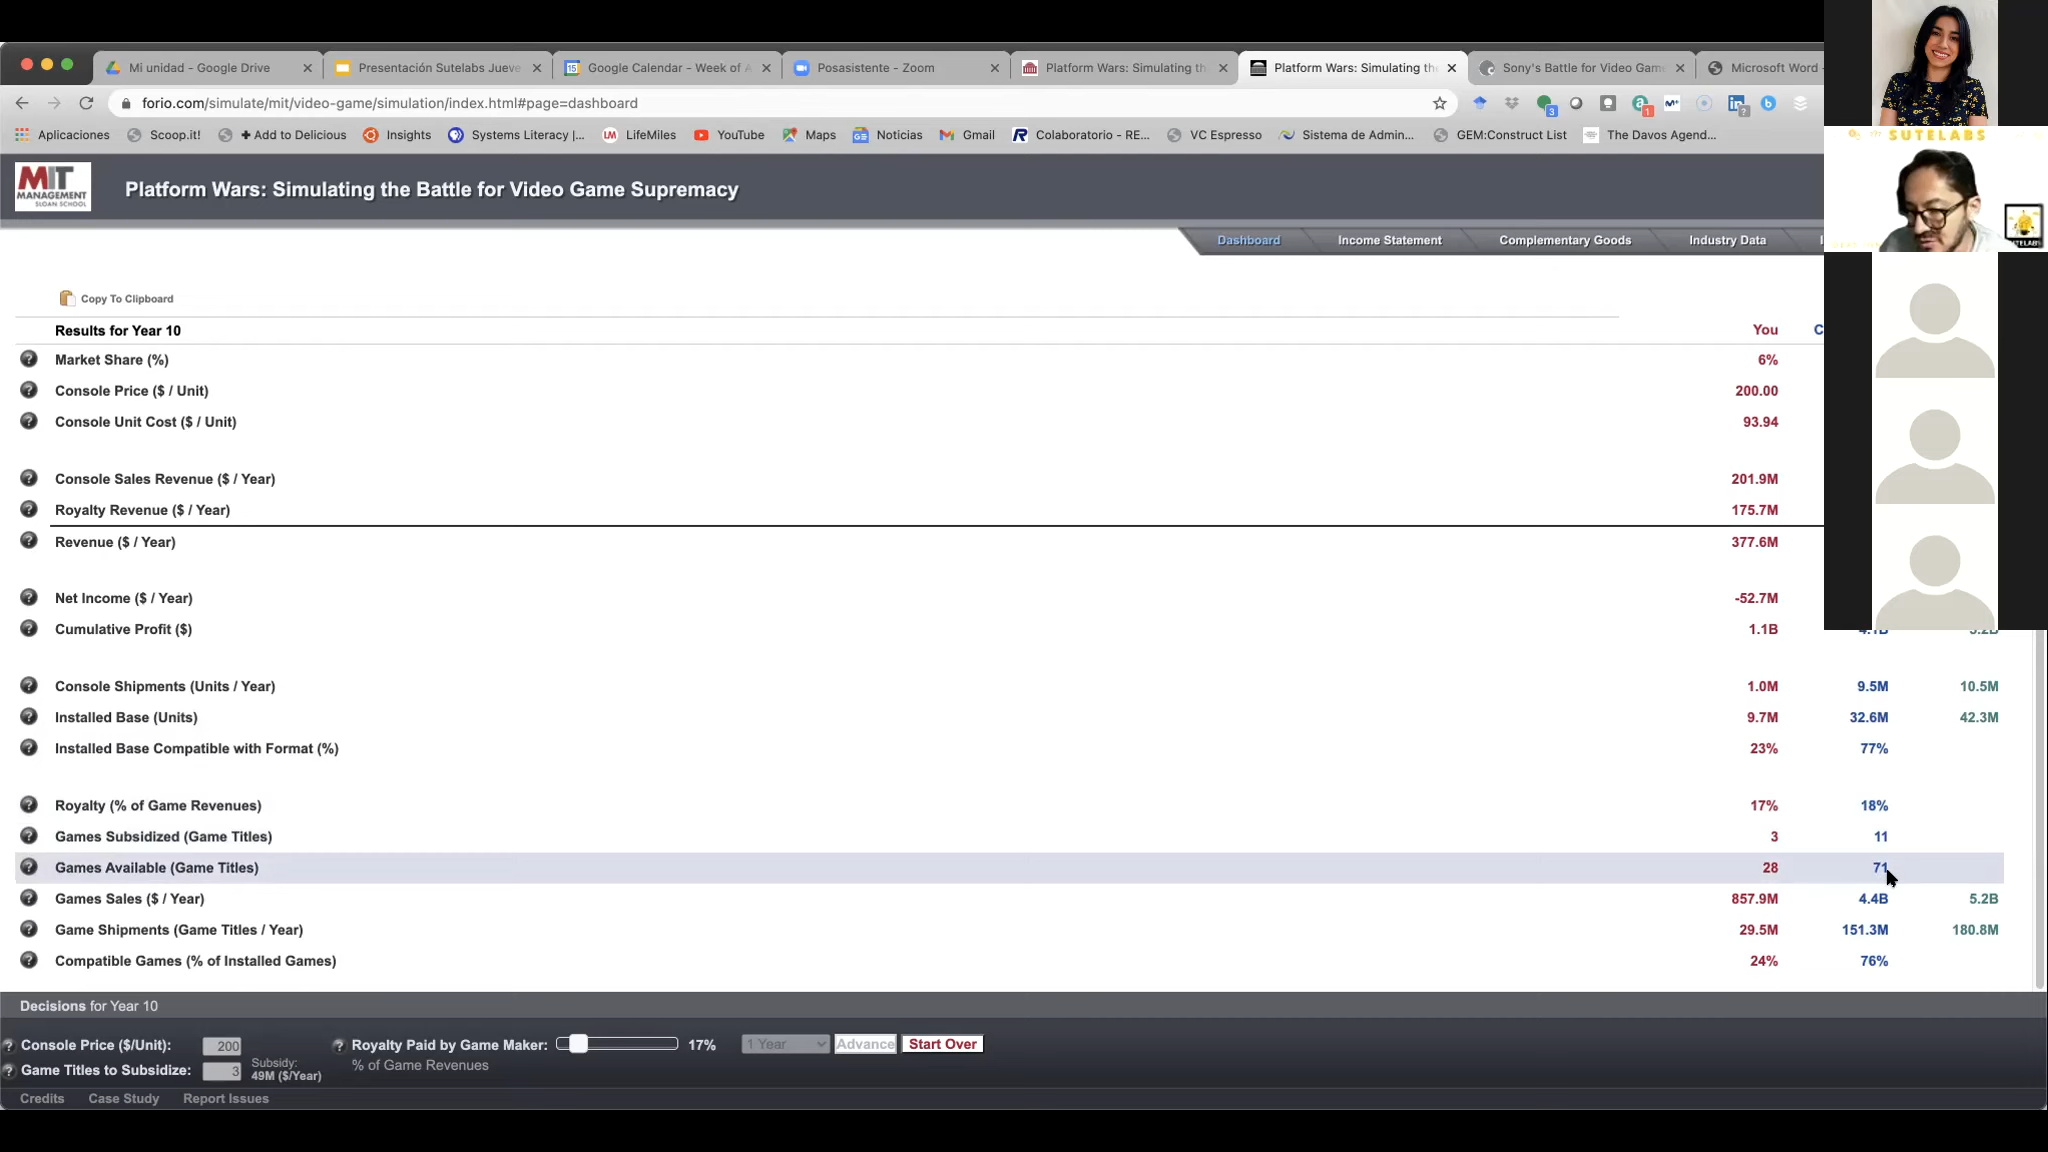 Mi unidad - Google Drive
Presentación Sutelabs Jueve
Google Calendar - Week of A
Posasistente - Zoom
Platform Wars: Simulating th
Platform Wars: Simulating the
Sony's Battle for Video Game
Microsoft Word -
forio.com/simulate/mit/video-game/simulation/index.html#page=dashboard
Aplicaciones Scoop.it! + Add to Delicious Insights Systems Literacy |... LifeMiles YouTube Maps Noticias Gmail Colaboratorio - RE... VC Espresso Sistema de Admin... GEM:Construct List The Davos Agend...
SUTELABS
MIT
MANAGEMENT
SLOAN SCHOOL
Platform Wars: Simulating the Battle for Video Game Supremacy
Dashboard Income Statement Complementary Goods Industry Data
Copy To Clipboard
Results for Year 10 You C
Market Share (%) 6%
Console Price ($ / Unit) 200.00
Console Unit Cost ($ / Unit) 93.94
Console Sales Revenue ($ / Year) 201.9M
Royalty Revenue ($ / Year) 175.7M
Revenue ($ / Year) 377.6M
Net Income ($ / Year) -52.7M
Cumulative Profit ($) 1.1B 4.1B 5.2B
Console Shipments (Units / Year) 1.0M 9.5M 10.5M
Installed Base (Units) 9.7M 32.6M 42.3M
Installed Base Compatible with Format (%) 23% 77%
Royalty (% of Game Revenues) 17% 18%
Games Subsidized (Game Titles) 3 11
Games Available (Game Titles) 28 71
Games Sales ($ / Year) 857.9M 4.4B 5.2B
Game Shipments (Game Titles / Year) 29.5M 151.3M 180.8M
Compatible Games (% of Installed Games) 24% 76%
Decisions for Year 10
Console Price ($/Unit): 200 Royalty Paid by Game Maker: 17% 1 Year Advance Start Over
Game Titles to Subsidize: 3 Subsidy: 49M ($/Year) % of Game Revenues
Credits Case Study Report Issues